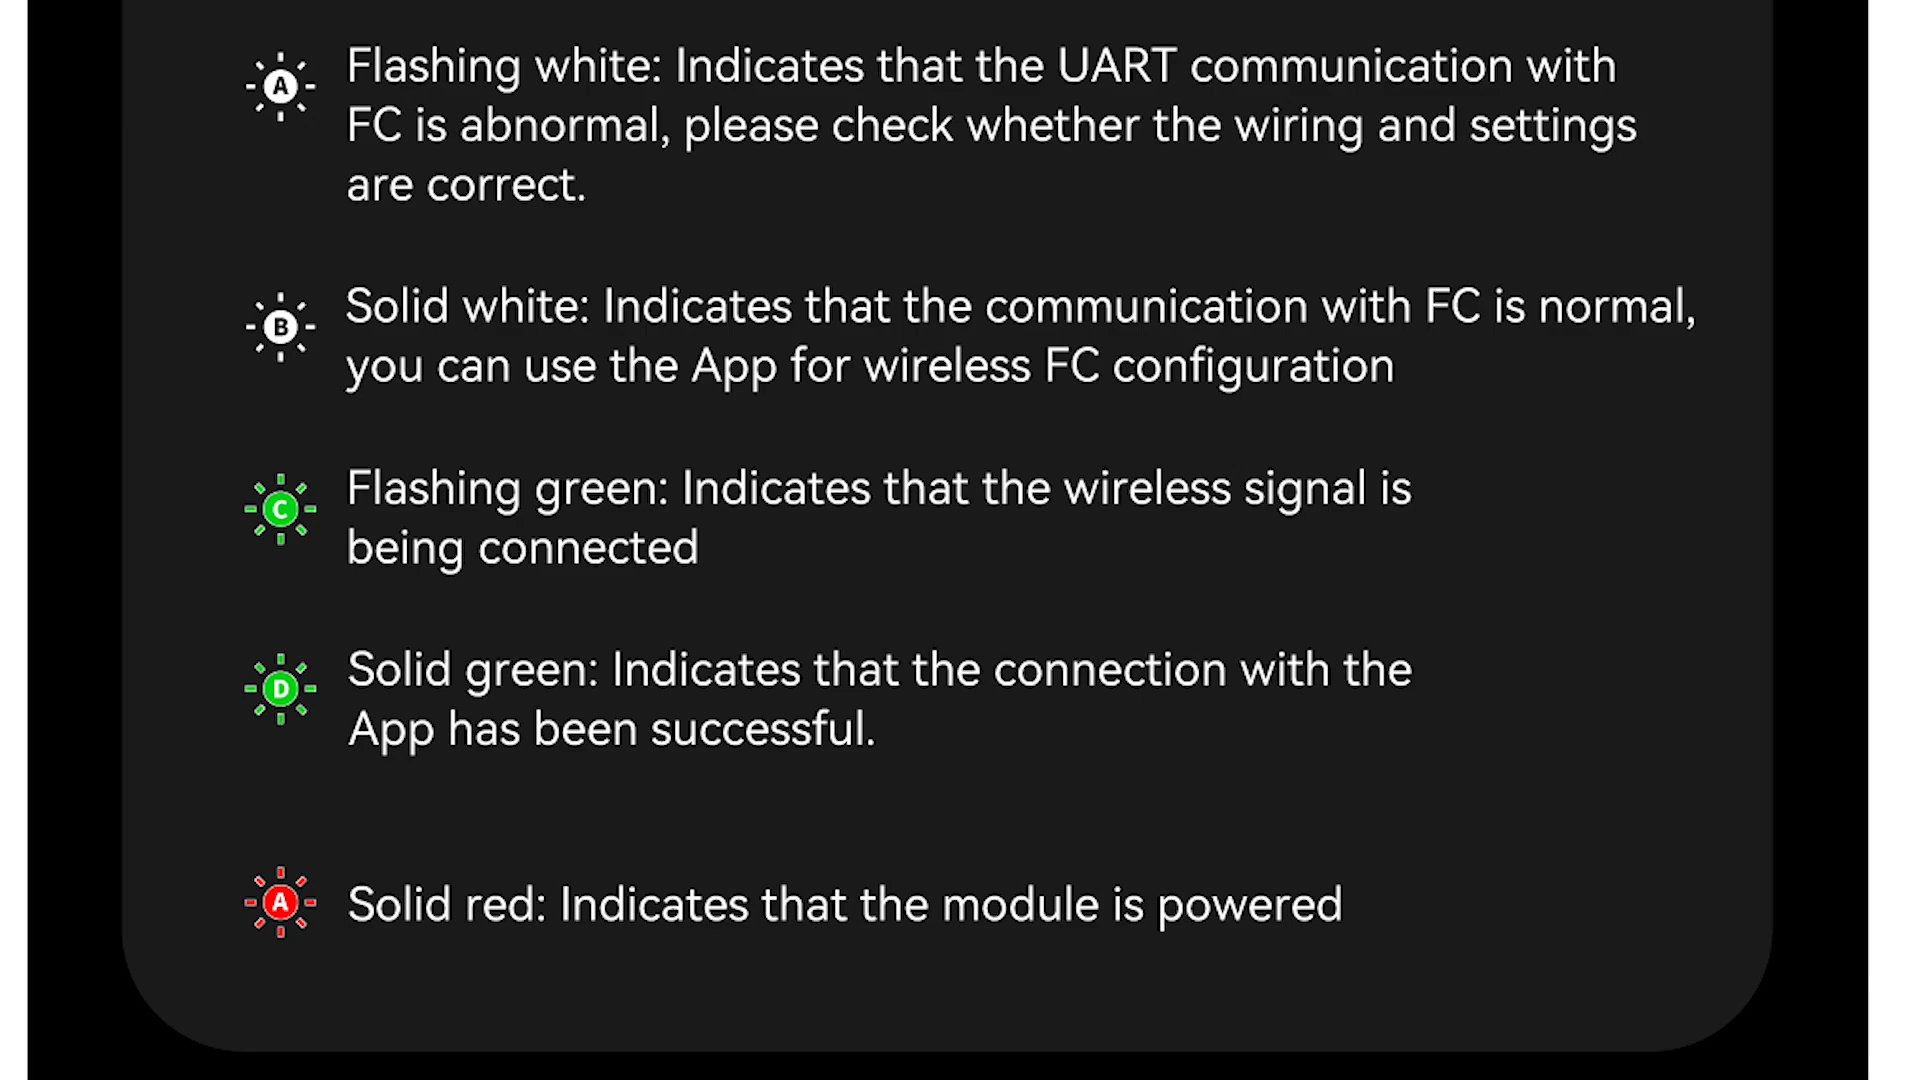 A Flashing white: Indicates that the UART communication with
FC is abnormal, please check whether the wiring and settings
are correct.
B Solid white: Indicates that the communication with FC is normal,
you can use the App for wireless FC configuration
C Flashing green: Indicates that the wireless signal is
being connected
D Solid green: Indicates that the connection with the
App has been successful.
A Solid red: Indicates that the module is powered